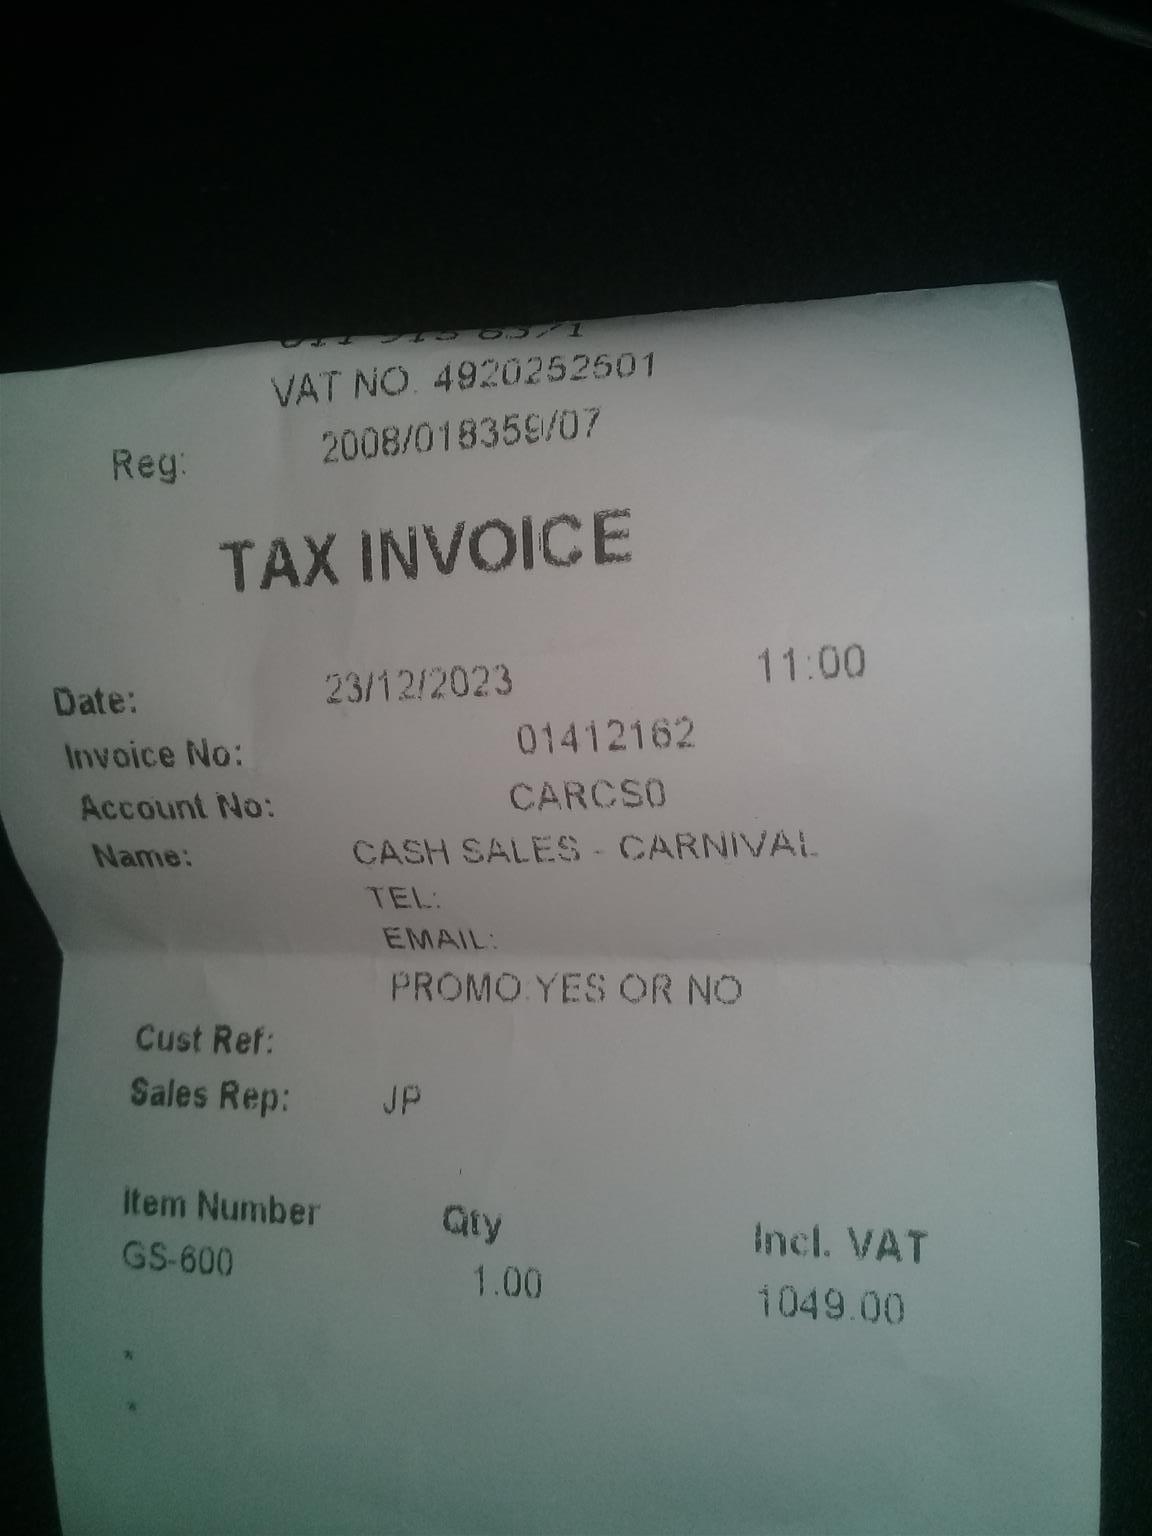 VAT NO. 4920252501
Reg: 2008/018359/07
TAX INVOICE
Date: 23/12/2023 11:00
Invoice No: 01412162
Account No: CARCS0
Name: CASH SALES - CARNIVAL
TEL:
EMAIL:
PROMO:YES OR NO
Cust Ref:
Sales Rep: JP
Item Number Qty Incl. VAT
GS-600 1.00 1049.00
*
*